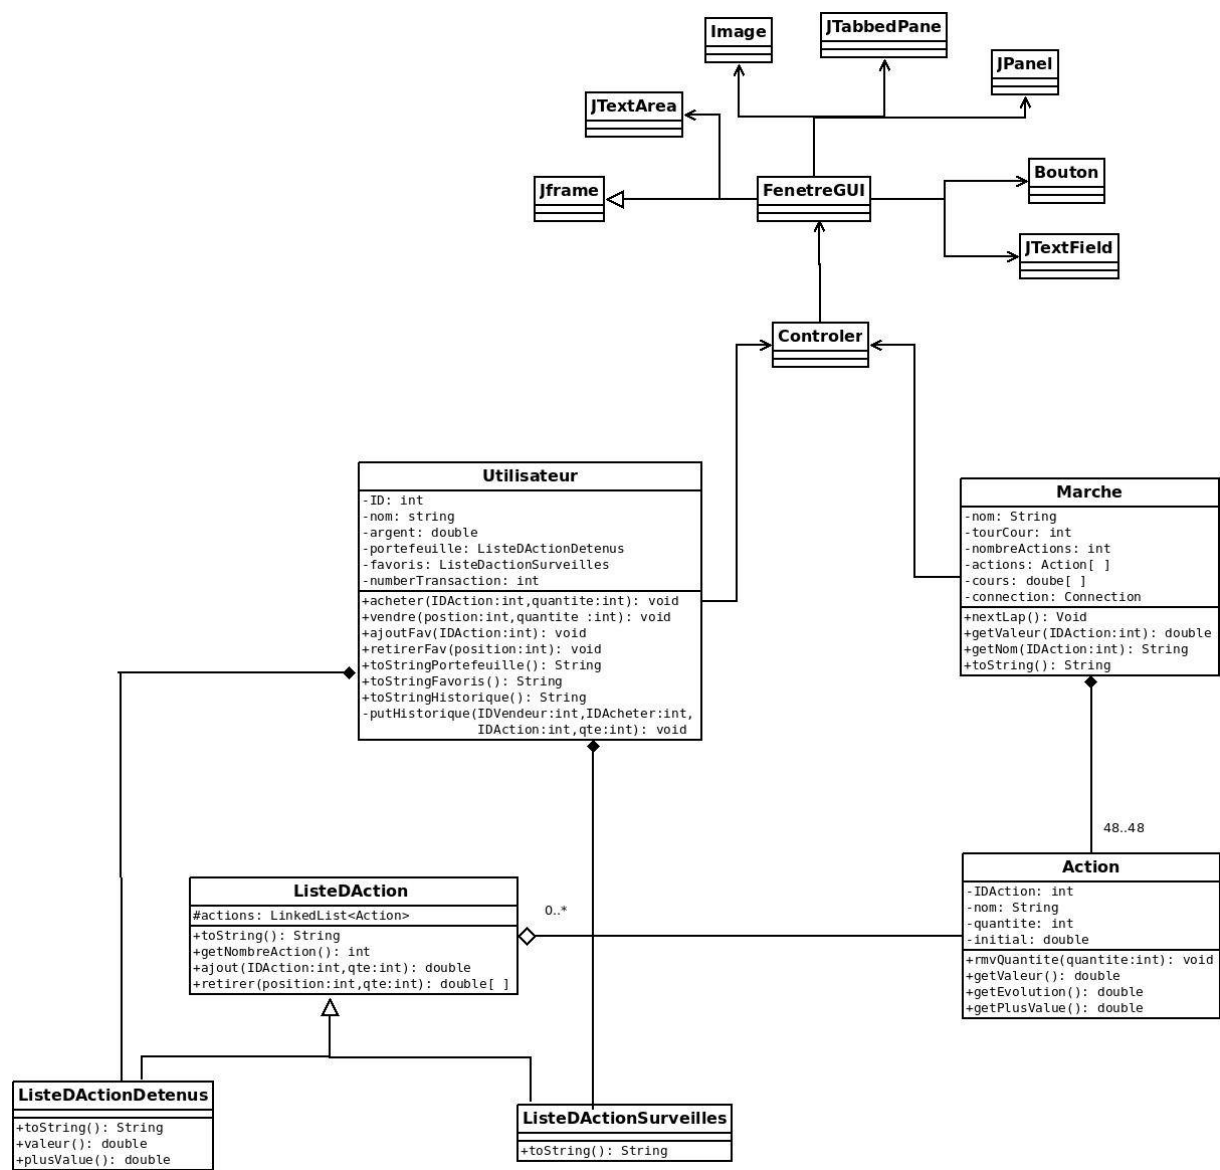 Image
JTabbedPane
JPanel
JTextArea
Jframe
FenetreGUI
Bouton
JTextField
Controler
Utilisateur
-ID: int
-nom: string
-argent: double
-portefeuille: ListeDActionDetenus
-favoris: ListeDactionSurveilles
-numberTransaction: int
+acheter(IDAction:int,quantite:int): void
+vendre(postion:int,quantite :int): void
+ajoutFav(IDAction:int): void
+retirerFav(position:int): void
+toStringPortefeuille(): String
+toStringFavoris(): String
+toStringHistorique(): String
-putHistorique(IDVendeur:int,IDAcheter:int,
IDAction:int,qte:int): void
Marche
-nom: String
-tourCour: int
-nombreActions: int
-actions: Action[ ]
-cours: doube[ ]
-connection: Connection
+nextLap(): Void
+getValeur(IDAction:int): double
+getNom(IDAction:int): String
+toString(): String
48..48
ListeDAction
#actions: LinkedList<Action>
+toString(): String
+getNombreAction(): int
+ajout(IDAction:int,qte:int): double
+retirer(position:int,qte:int): double[ ]
0..*
Action
-IDAction: int
-nom: String
-quantite: int
-initial: double
+rmvQuantite(quantite:int): void
+getValeur(): double
+getEvolution(): double
+getPlusValue(): double
ListeDActionDetenus
+toString(): String
+valeur(): double
+plusValue(): double
ListeDActionSurveilles
+toString(): String